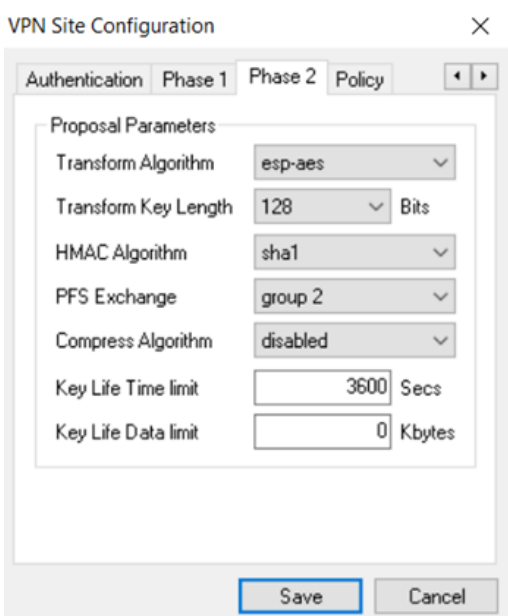 VPN Site Configuration
Authentication Phase 1 Phase 2 Policy
Proposal Parameters
Transform Algorithm esp-aes
Transform Key Length 128 Bits
HMAC Algorithm sha1
PFS Exchange group 2
Compress Algorithm disabled
Key Life Time limit 3600 Secs
Key Life Data limit 0 Kbytes
Save Cancel